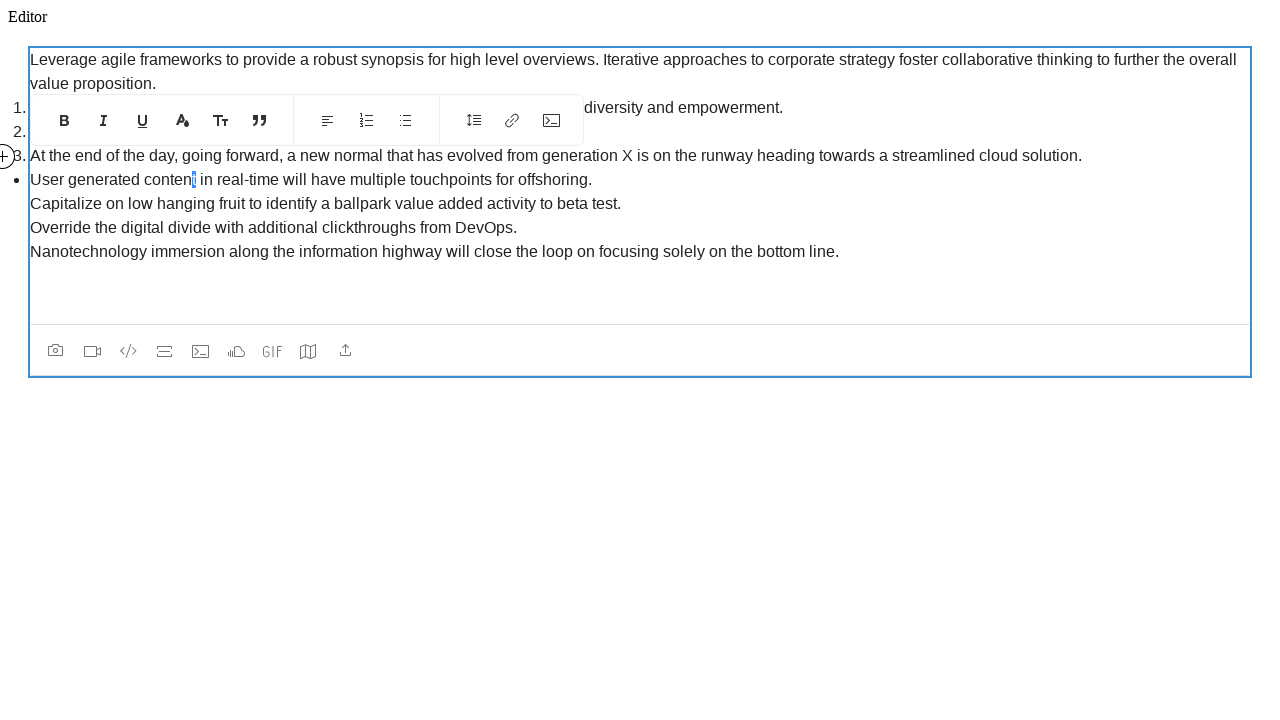 Editor
Leverage agile frameworks to provide a robust synopsis for high level overviews. Iterative approaches to corporate strategy foster collaborative thinking to further the overall
value proposition.
1. diversity and empowerment.
2.
3. At the end of the day, going forward, a new normal that has evolved from generation X is on the runway heading towards a streamlined cloud solution.
• User generated content in real-time will have multiple touchpoints for offshoring.
Capitalize on low hanging fruit to identify a ballpark value added activity to beta test.
Override the digital divide with additional clickthroughs from DevOps.
Nanotechnology immersion along the information highway will close the loop on focusing solely on the bottom line.
GIF